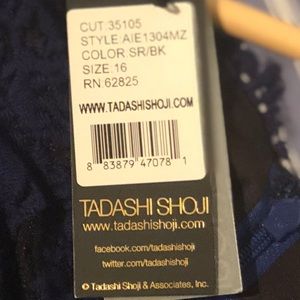 CUT:35105
STYLE:AIE1304MZ
COLOR:SR/BK
SIZE:16
RN 62825
WWW.TADASHISHOJI.COM
8 83879 47078 1
TADASHI SHOJI
www.tadashishoji.com
facebook.com/tadashishoji
twitter.com/tadashishoji
© Tadashi Shoji & Associates, Inc.